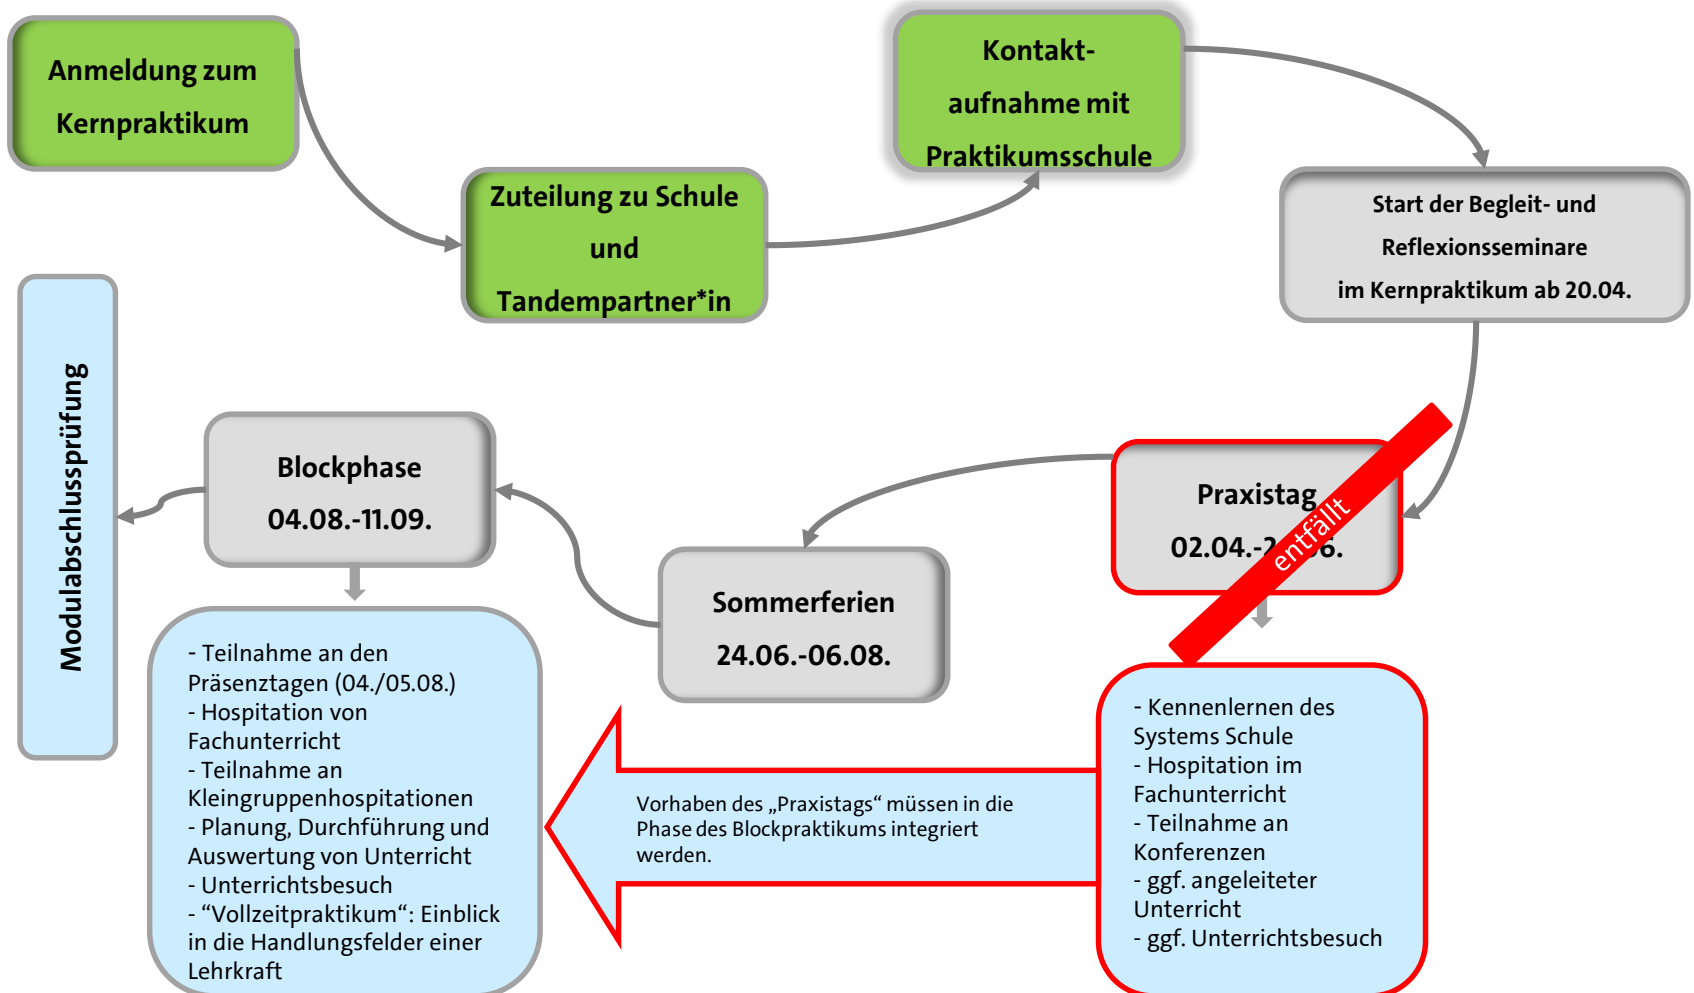 Anmeldung zum
Kernpraktikum
Zuteilung zu Schule
und
Tandempartner*in
Kontakt-
aufnahme mit
Praktikumsschule
Start der Begleit- und
Reflexionsseminare
im Kernpraktikum ab 20.04.
Praxistag
02.04.-2 6.
entfällt
- Kennenlernen des
Systems Schule
- Hospitation im
Fachunterricht
- Teilnahme an
Konferenzen
- ggf. angeleiteter
Unterricht
- ggf. Unterrichtsbesuch
Vorhaben des „Praxistags“ müssen in die
Phase des Blockpraktikums integriert
werden.
Sommerferien
24.06.-06.08.
Blockphase
04.08.-11.09.
- Teilnahme an den
Präsenztagen (04./05.08.)
- Hospitation von
Fachunterricht
- Teilnahme an
Kleingruppenhospitationen
- Planung, Durchführung und
Auswertung von Unterricht
- Unterrichtsbesuch
- “Vollzeitpraktikum“: Einblick
in die Handlungsfelder einer
Lehrkraft
Modulabschlussprüfung